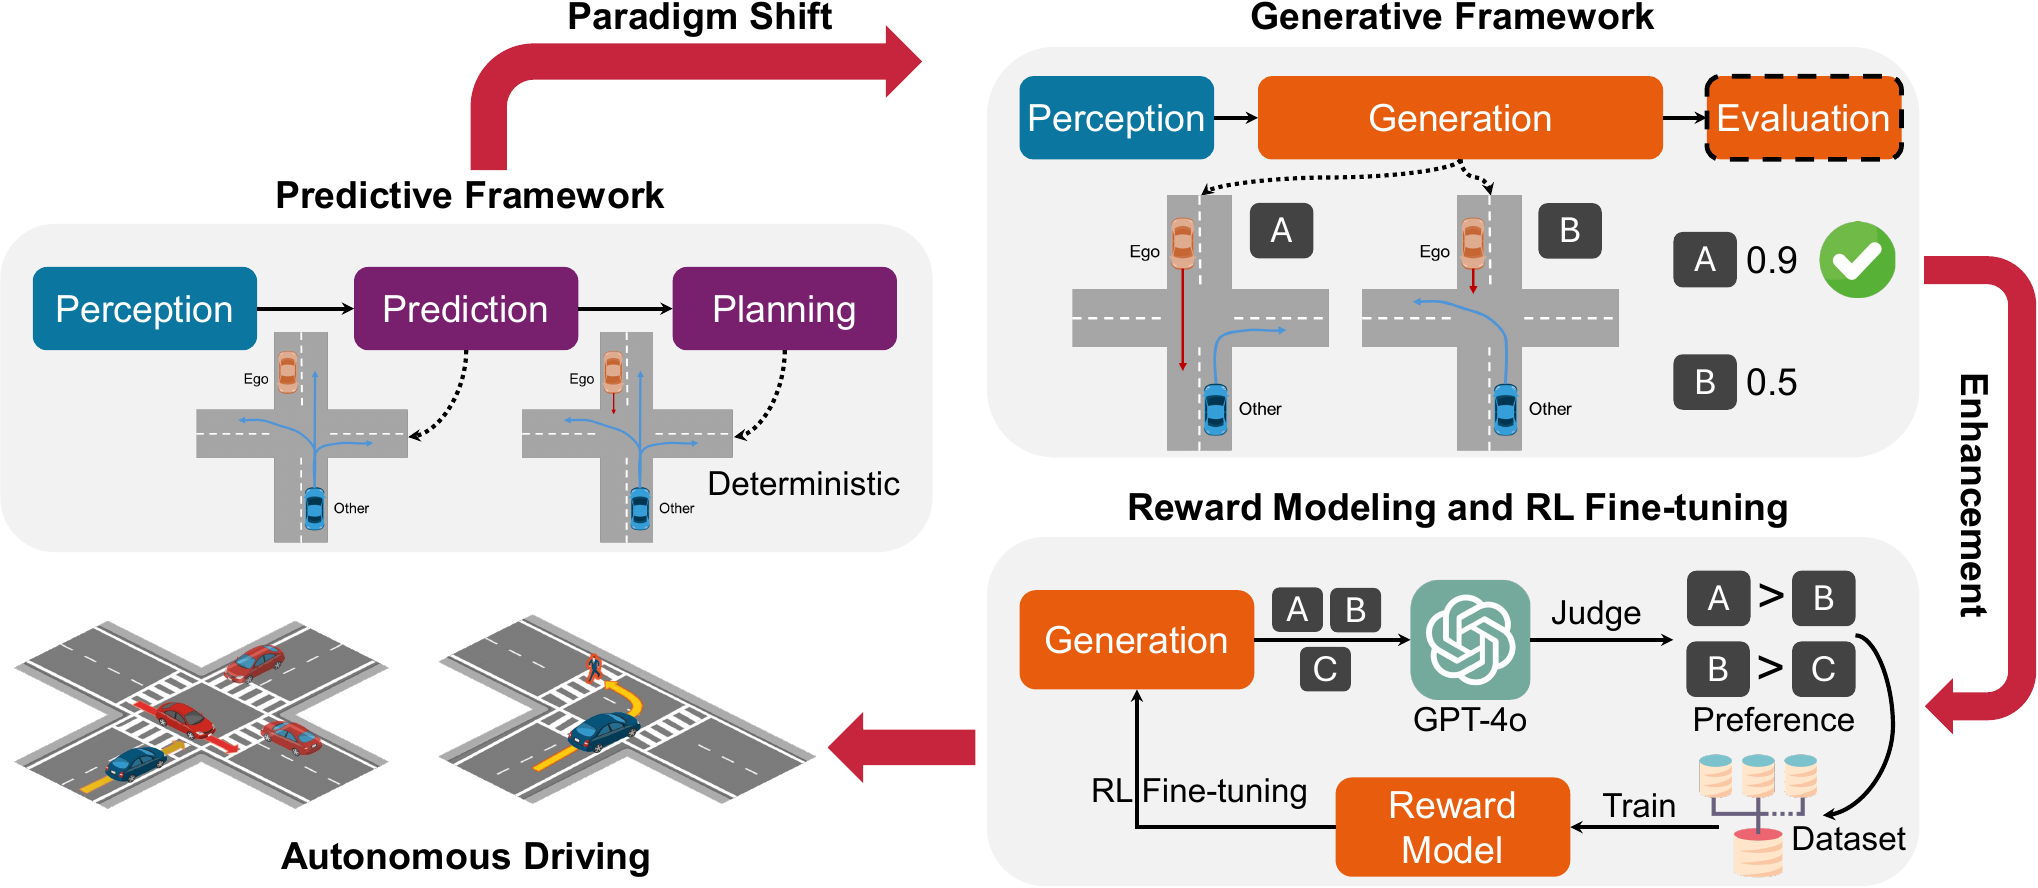 Paradigm Shift
Predictive Framework
Perception
Prediction
Planning
Ego
Other
Ego
Other
Deterministic
Generative Framework
Perception
Generation
Evaluation
Ego
A
Other
Ego
B
Other
A 0.9
B 0.5
Enhancement
Reward Modeling and RL Fine-tuning
Generation
A B
C
GPT-4o
Judge
A > B
B > C
Preference
Dataset
Train
Reward
Model
RL Fine-tuning
Autonomous Driving